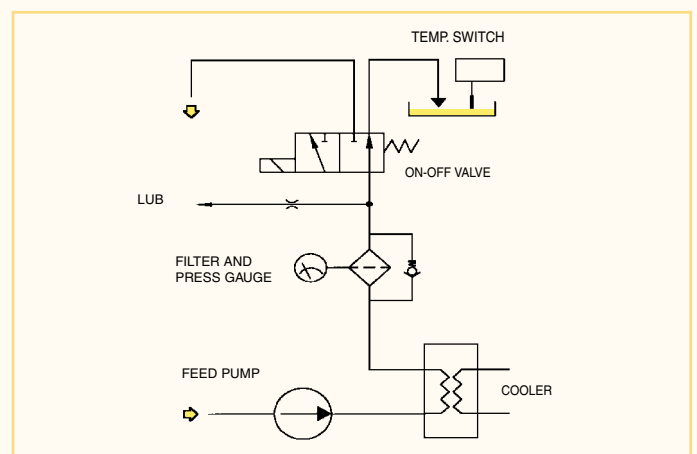 TEMP. SWITCH
ON-OFF VALVE
LUB
FILTER AND
PRESS GAUGE
FEED PUMP
COOLER